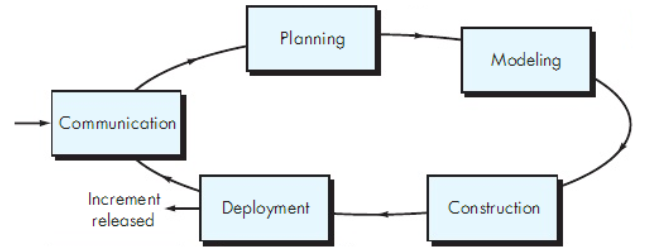 Planning
Modeling
Communication
Increment
released
Deployment
Construction